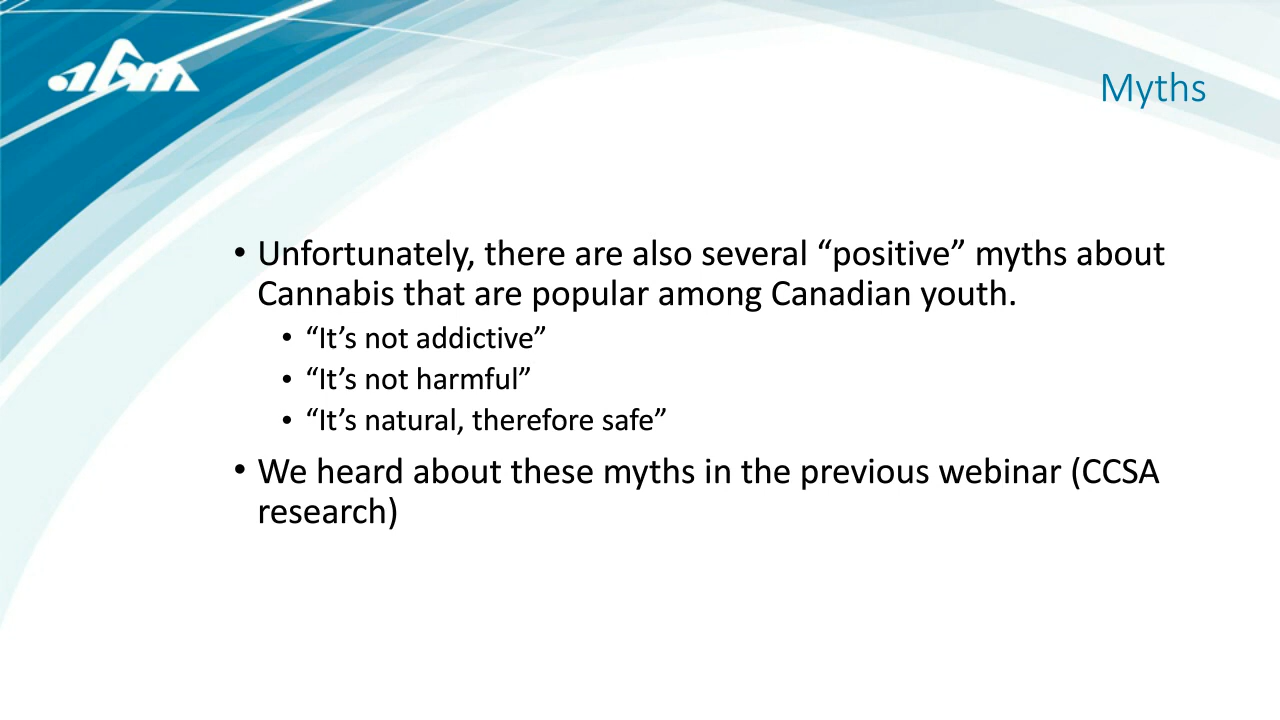 abm
Myths
• Unfortunately, there are also several “positive” myths about
Cannabis that are popular among Canadian youth.
• “It’s not addictive”
• “It’s not harmful”
• “It’s natural, therefore safe”
• We heard about these myths in the previous webinar (CCSA
research)